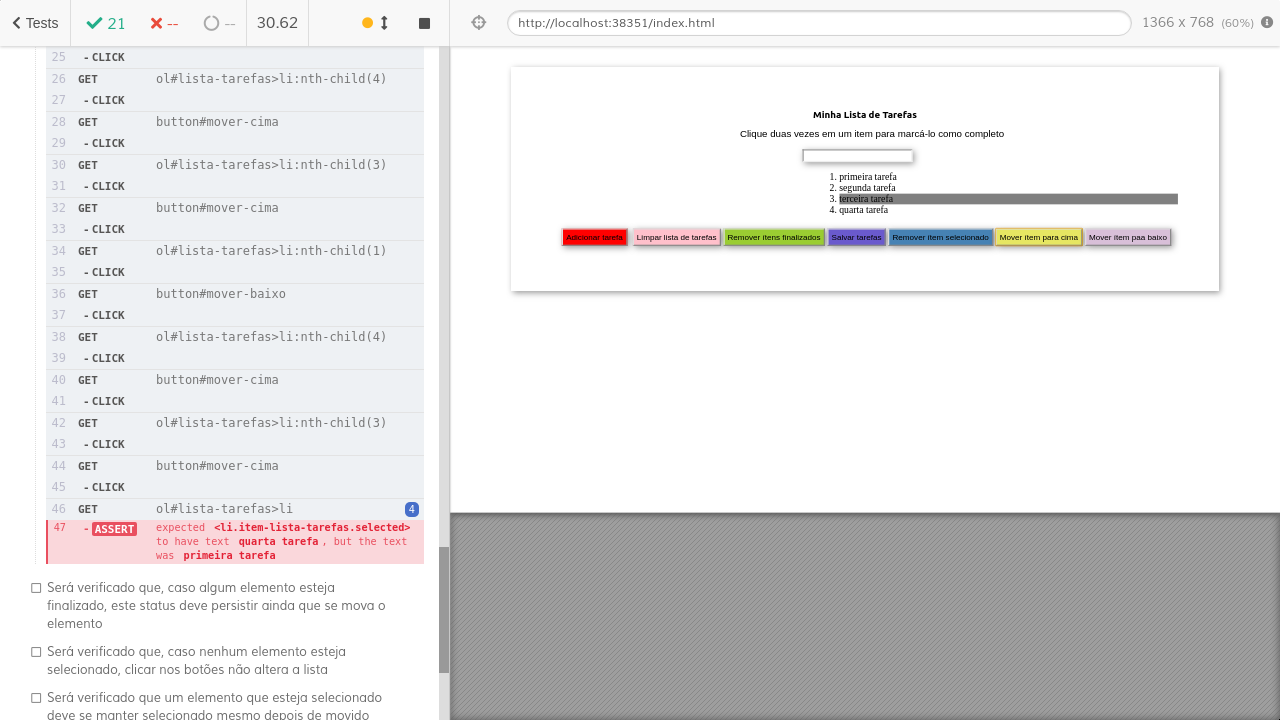 Tests
21
--
--
30.62
http://localhost:38351/index.html
1366 x 768 (60%)
25 - CLICK
26 GET ol#lista-tarefas>li:nth-child(4)
27 - CLICK
28 GET button#mover-cima
29 - CLICK
30 GET ol#lista-tarefas>li:nth-child(3)
31 - CLICK
32 GET button#mover-cima
33 - CLICK
34 GET ol#lista-tarefas>li:nth-child(1)
35 - CLICK
36 GET button#mover-baixo
37 - CLICK
38 GET ol#lista-tarefas>li:nth-child(4)
39 - CLICK
40 GET button#mover-cima
41 - CLICK
42 GET ol#lista-tarefas>li:nth-child(3)
43 - CLICK
44 GET button#mover-cima
45 - CLICK
46 GET ol#lista-tarefas>li 4
47 - ASSERT expected <li.item-lista-tarefas.selected>
to have text quarta tarefa , but the text
was primeira tarefa
Será verificado que, caso algum elemento esteja
finalizado, este status deve persistir ainda que se mova o
elemento
Será verificado que, caso nenhum elemento esteja
selecionado, clicar nos botões não altera a lista
Será verificado que um elemento que esteja selecionado
deve se manter selecionado mesmo depois de movido
Minha Lista de Tarefas
Clique duas vezes em um item para marcá-lo como completo
1. primeira tarefa
2. segunda tarefa
3. terceira tarefa
4. quarta tarefa
Adicionar tarefa
Limpar lista de tarefas
Remover itens finalizados
Salvar tarefas
Remover item selecionado
Mover item para cima
Mover item paa baixo